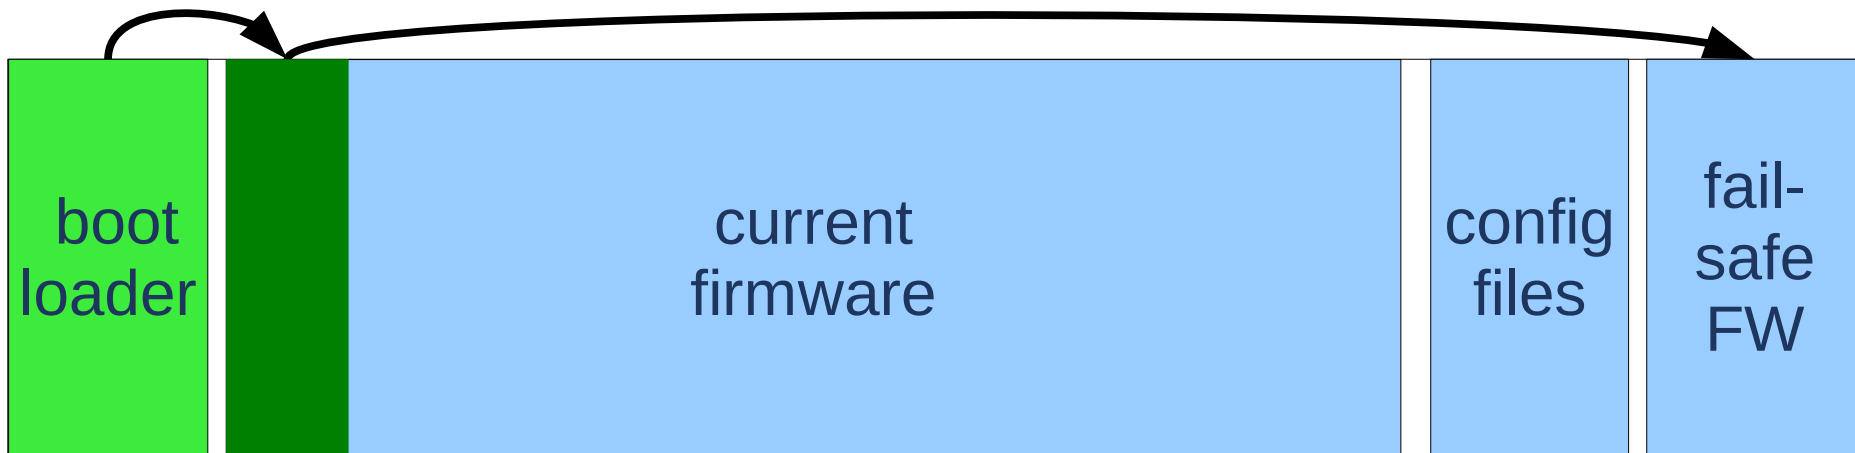 boot
loader
current
firmware
config
files
fail-
safe
FW